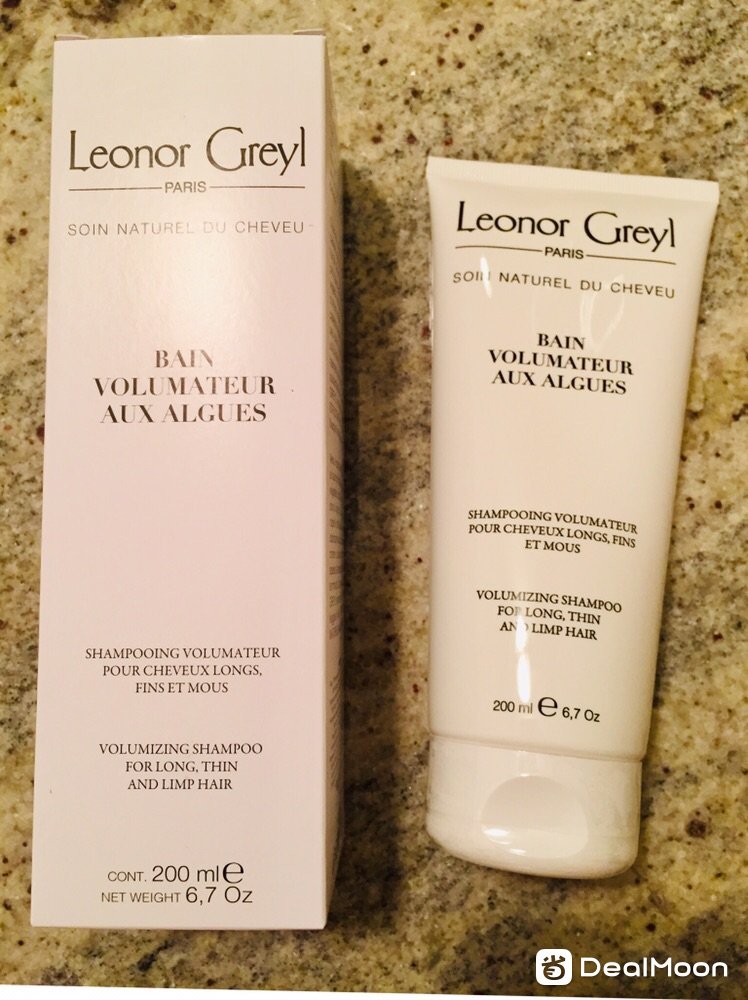 Leonor Greyl
PARIS
SOIN NATUREL DU CHEVEU
BAIN
VOLUMATEUR
AUX ALGUES
SHAMPOOING VOLUMATEUR
POUR CHEVEUX LONGS,
FINS ET MOUS
VOLUMIZING SHAMPOO
FOR LONG, THIN
AND LIMP HAIR
CONT. 200 ml ℮
NET WEIGHT 6,7 Oz
Leonor Greyl
PARIS
SOIN NATUREL DU CHEVEU
BAIN
VOLUMATEUR
AUX ALGUES
SHAMPOOING VOLUMATEUR
POUR CHEVEUX LONGS, FINS
ET MOUS
VOLUMIZING SHAMPOO
FOR LONG, THIN
AND LIMP HAIR
200 ml ℮ 6,7 Oz
DealMoon